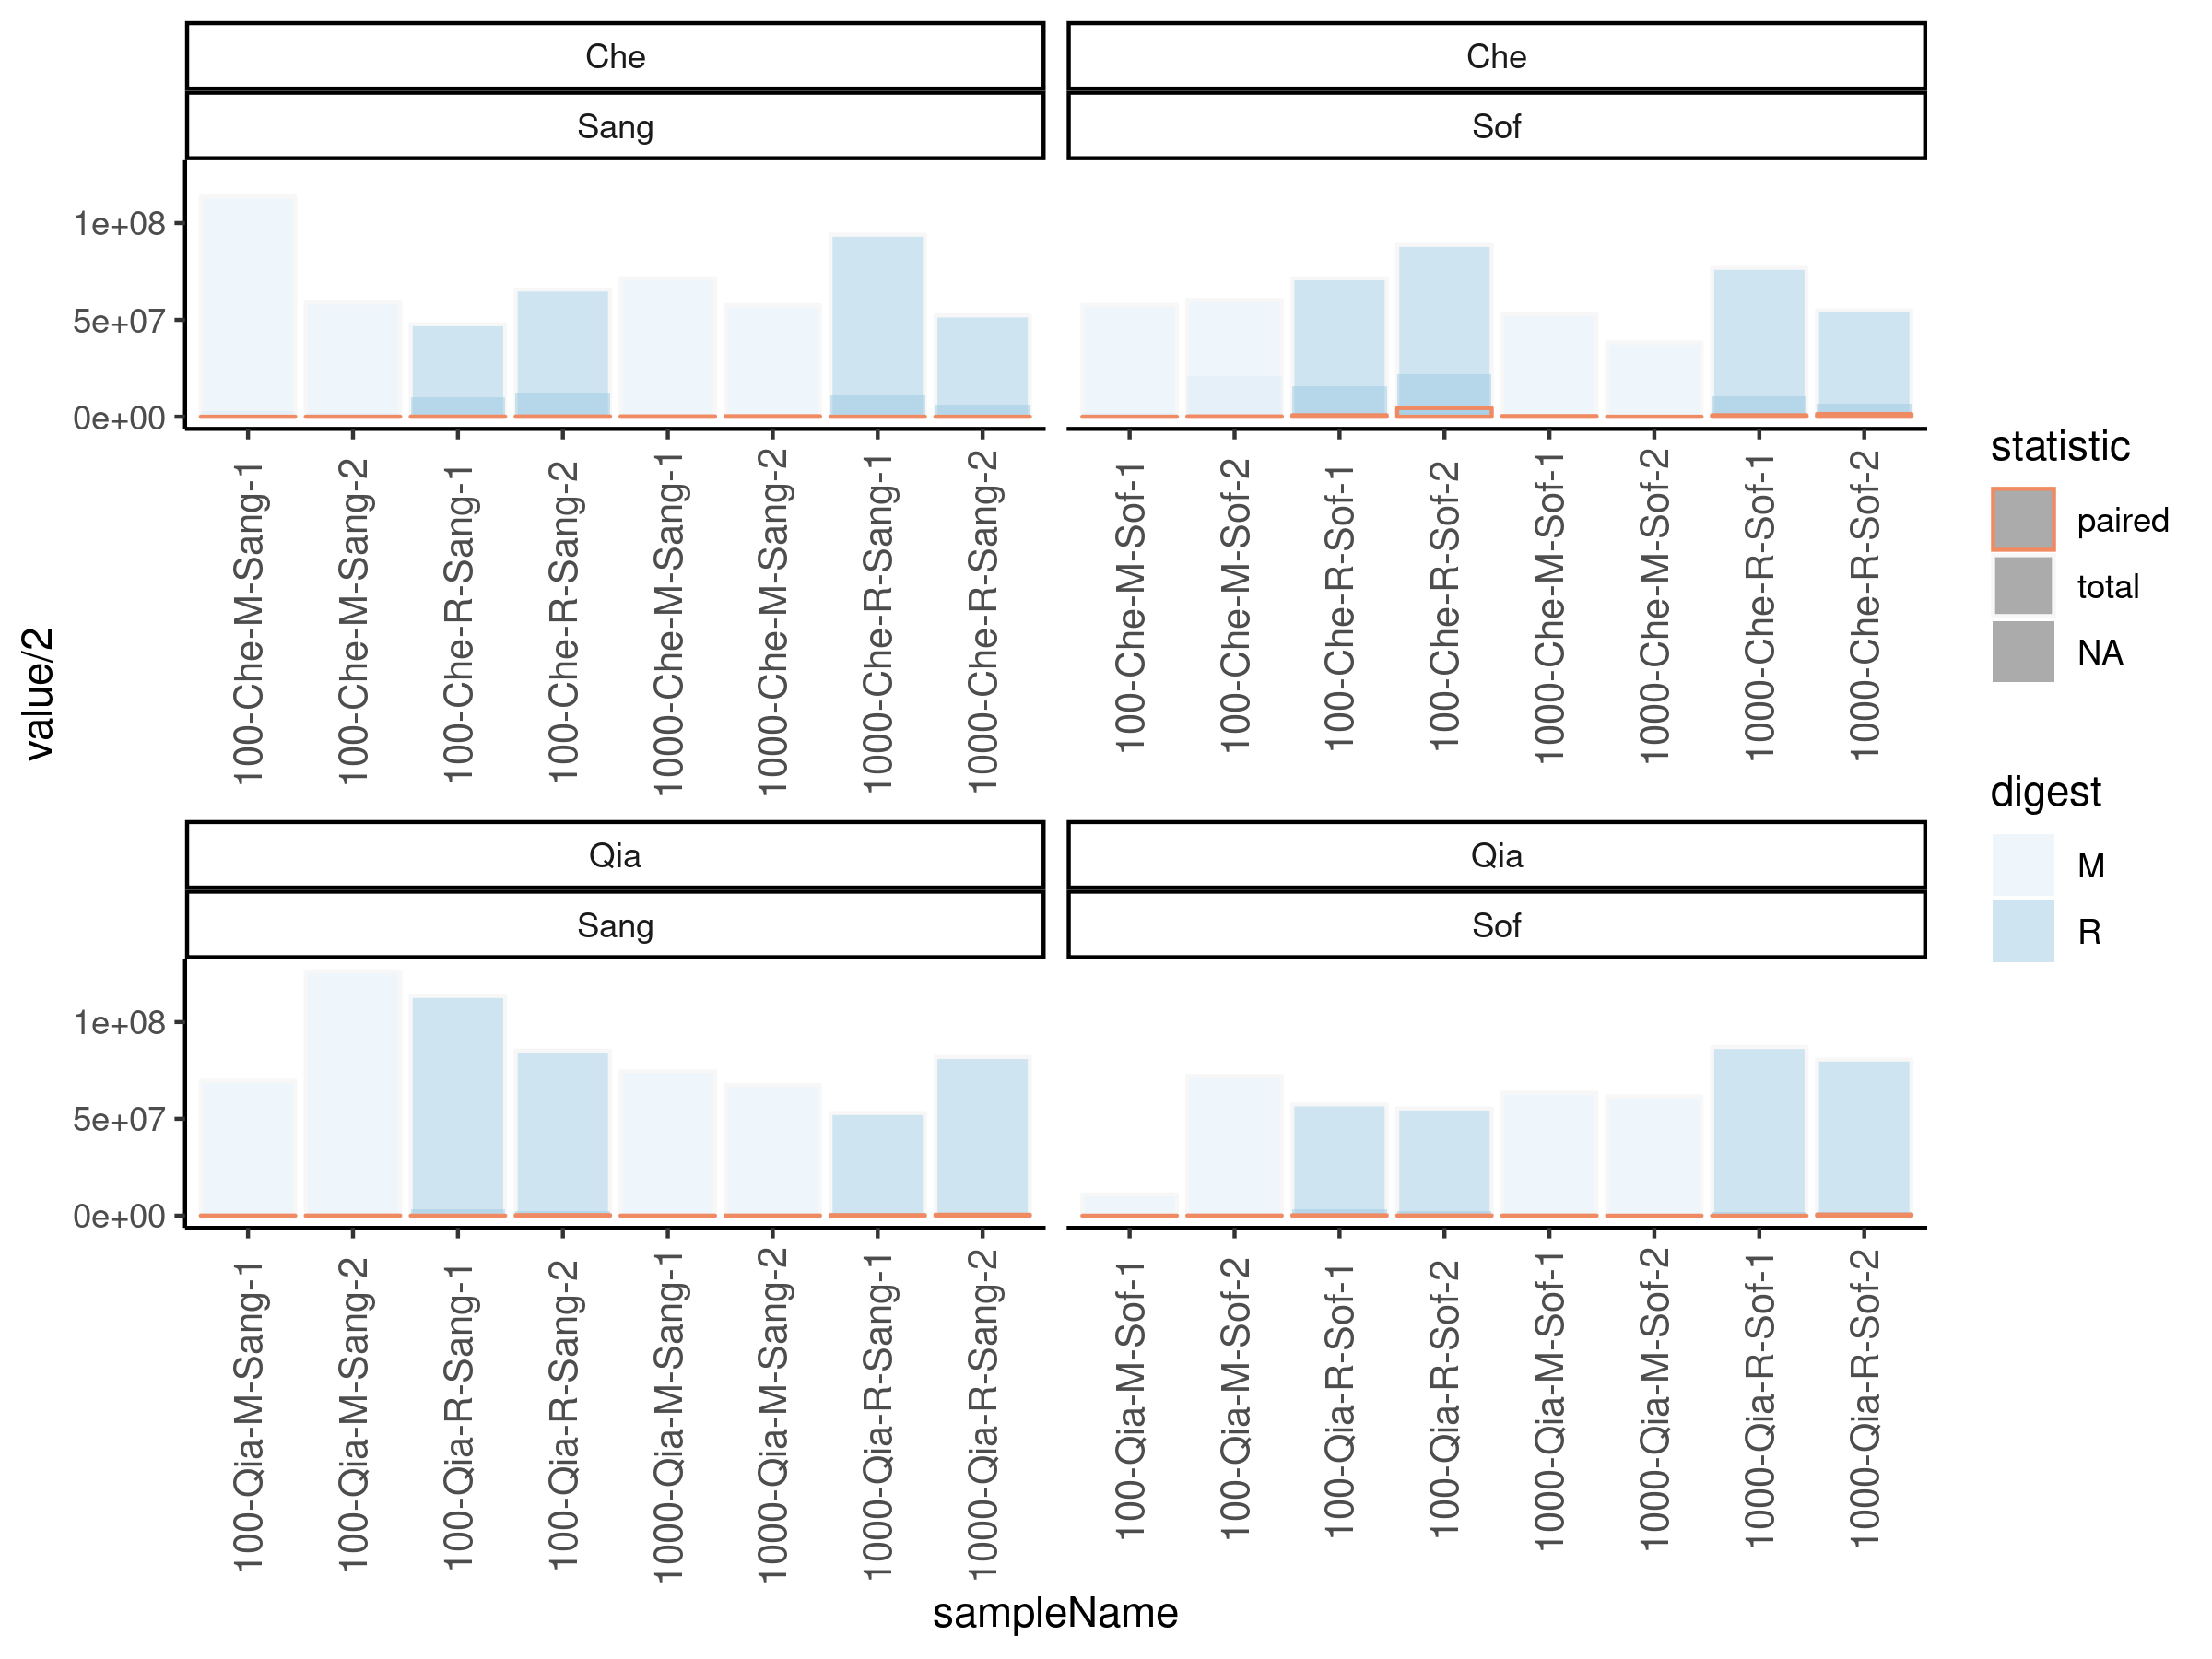 Che
Che
Sang
Sof
1e+08
5e+07
0e+00
100-Che-M-Sang-1
100-Che-M-Sang-2
100-Che-R-Sang-1
100-Che-R-Sang-2
1000-Che-M-Sang-1
1000-Che-M-Sang-2
1000-Che-R-Sang-1
1000-Che-R-Sang-2
100-Che-M-Sof-1
100-Che-M-Sof-2
100-Che-R-Sof-1
100-Che-R-Sof-2
1000-Che-M-Sof-1
1000-Che-M-Sof-2
1000-Che-R-Sof-1
1000-Che-R-Sof-2
value/2
Qia
Qia
Sang
Sof
1e+08
5e+07
0e+00
100-Qia-M-Sang-1
100-Qia-M-Sang-2
100-Qia-R-Sang-1
100-Qia-R-Sang-2
1000-Qia-M-Sang-1
1000-Qia-M-Sang-2
1000-Qia-R-Sang-1
1000-Qia-R-Sang-2
100-Qia-M-Sof-1
100-Qia-M-Sof-2
100-Qia-R-Sof-1
100-Qia-R-Sof-2
1000-Qia-M-Sof-1
1000-Qia-M-Sof-2
1000-Qia-R-Sof-1
1000-Qia-R-Sof-2
sampleName
statistic
paired
total
NA
digest
M
R